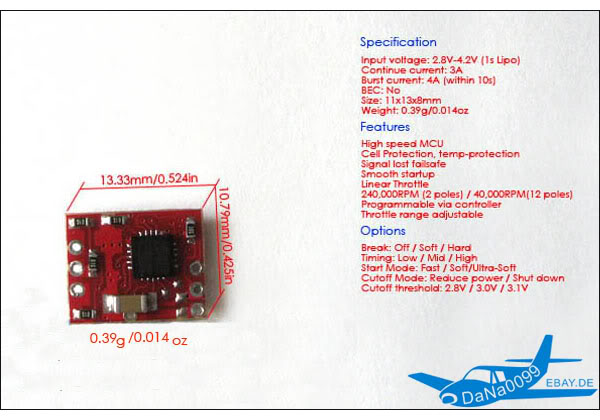 Specification
Input voltage: 2.8V-4.2V (1s Lipo)
Continue current: 3A
Burst current: 4A (within 10s)
BEC: No
Size: 11x13x8mm
Weight: 0.39g/0.014oz
Features
High speed MCU
Cell Protection, temp-protection
Signal lost failsafe
Smooth startup
Linear Throttle
240,000RPM (2 poles) / 40,000RPM(12 poles)
Programmable via controller
Throttle range adjustable
Options
Break: Off / Soft / Hard
Timing: Low / Mid / High
Start Mode: Fast / Soft/Ultra-Soft
Cutoff Mode: Reduce power / Shut down
Cutoff threshold: 2.8V / 3.0V / 3.1V
13.33mm/0.524in
10.79mm/0.425in
0.39g /0.014 oz
DaNa0099
EBAY.DE